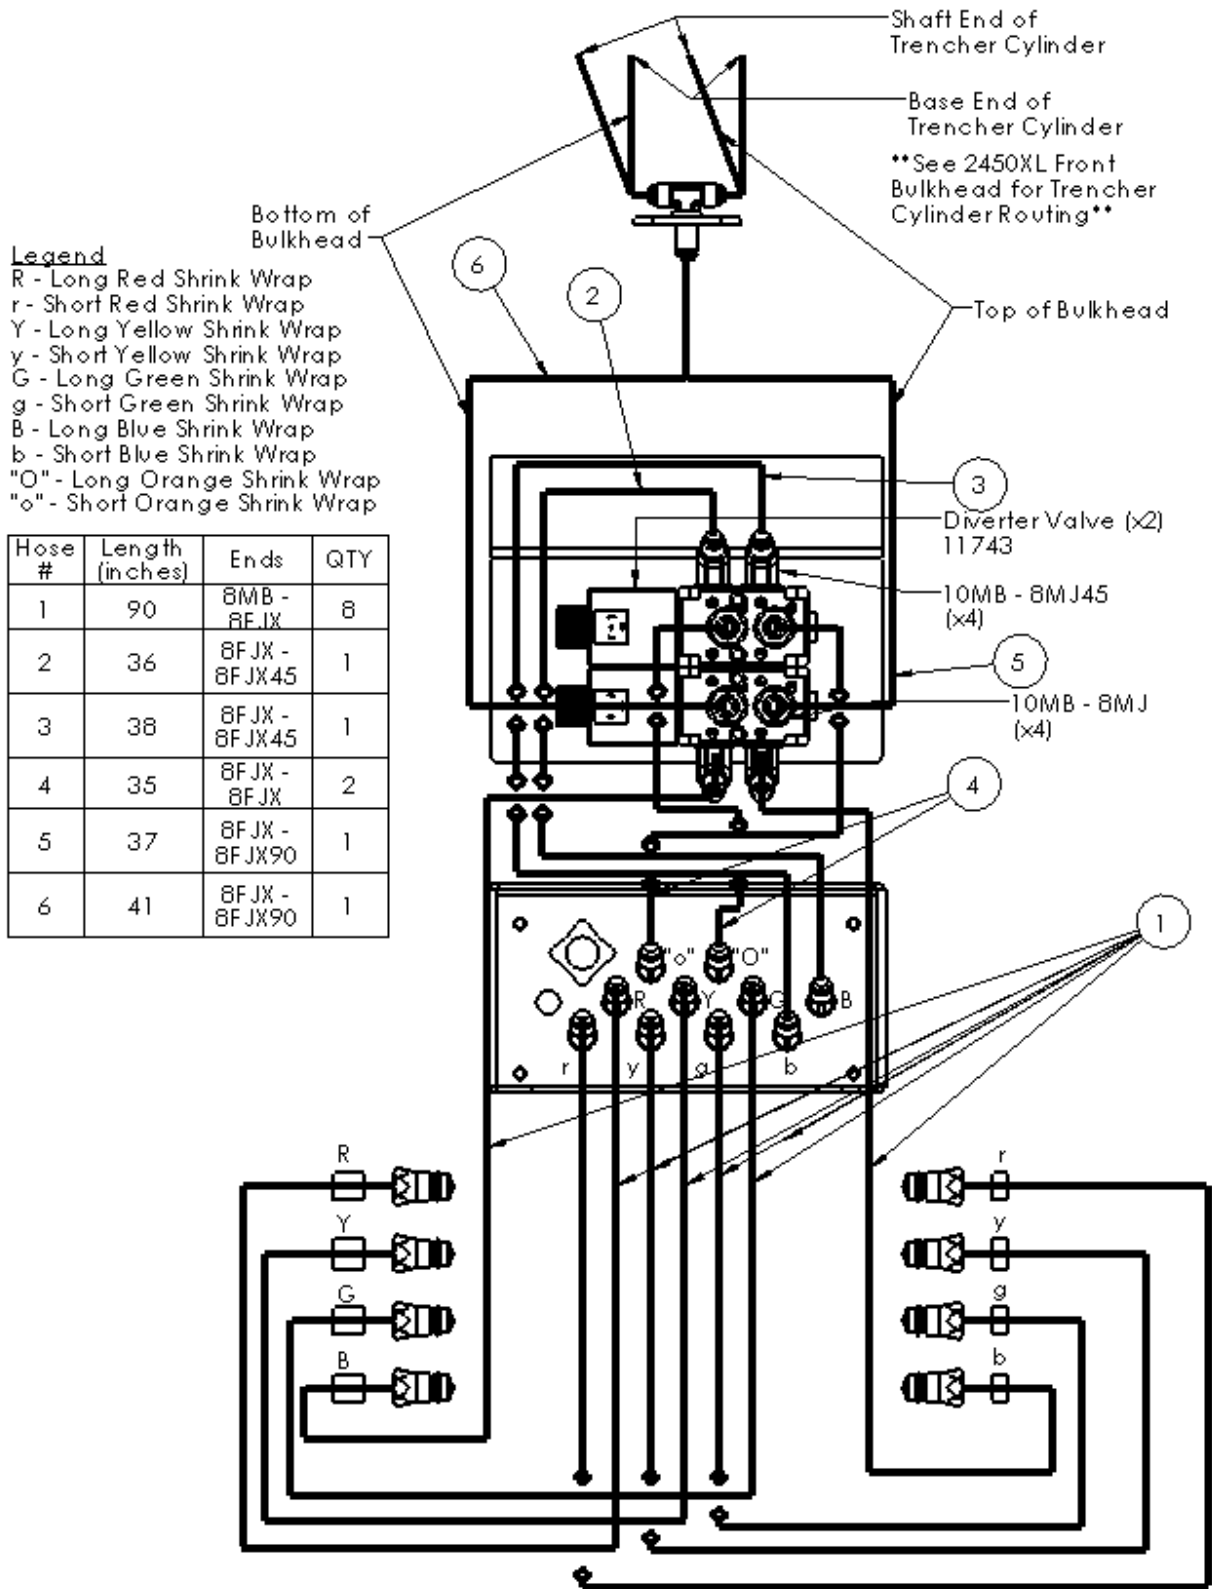 Shaft End of
Trencher Cylinder
Base End of
Trencher Cylinder
**See 2450XL Front
Bulkhead for Trencher
Cylinder Routing**
Bottom of
Bulkhead
6
2
Top of Bulkhead
Legend
R - Long Red Shrink Wrap
r - Short Red Shrink Wrap
Y - Long Yellow Shrink Wrap
y - Short Yellow Shrink Wrap
G - Long Green Shrink Wrap
g - Short Green Shrink Wrap
B - Long Blue Shrink Wrap
b - Short Blue Shrink Wrap
"O" - Long Orange Shrink Wrap
"o" - Short Orange Shrink Wrap
3
Diverter Valve (x2)
11743
10MB - 8MJ45
(x4)
5
10MB - 8MJ
(x4)
4
Hose # Length (inches) Ends QTY
1 90 8MB - 8FJX 8
2 36 8FJX - 8FJX45 1
3 38 8FJX - 8FJX45 1
4 35 8FJX - 8FJX 2
5 37 8FJX - 8FJX90 1
6 41 8FJX - 8FJX90 1
1
"o" "O"
R Y G B
r y g b
R r
Y y
G g
B b